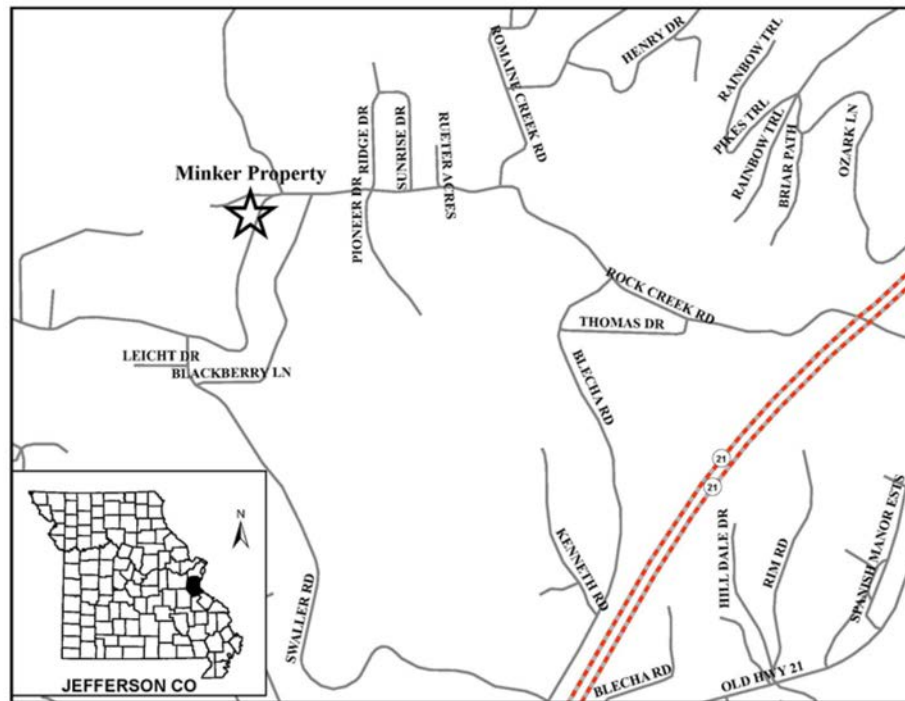 ROMAINE CREEK RD
HENRY DR
RAINBOW TRL
PIKES TRL
RAINBOW TRL
BRIAR PATH
OZARK LN
Minker Property
RIDGE DR
SUNRISE DR
RUETER ACRES
PIONEER DR
ROCK CREEK RD
THOMAS DR
LEICHT DR
BLACKBERRY LN
BLECHA RD
21
21
KENNETH RD
HILL DALE DR
RIM RD
SPANISH MANOR ESTS
SWALLER RD
BLECHA RD
OLD HWY 21
N
JEFFERSON CO